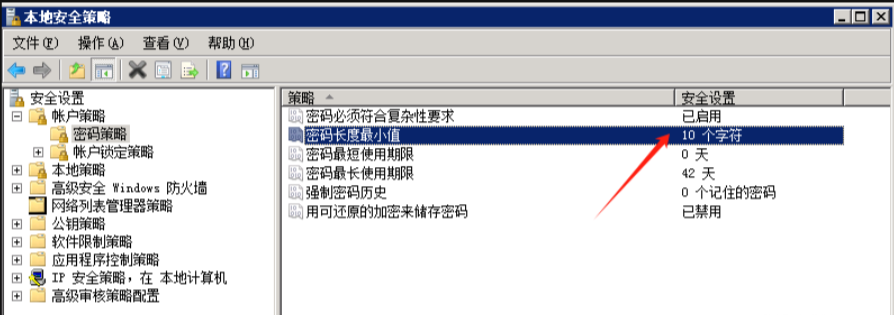 本地安全策略
文件(F) 操作(A) 查看(V) 帮助(H)
安全设置
帐户策略
密码策略
帐户锁定策略
本地策略
高级安全 Windows 防火墙
网络列表管理器策略
公钥策略
软件限制策略
应用程序控制策略
IP 安全策略，在 本地计算机
高级审核策略配置
策略 安全设置
密码必须符合复杂性要求 已启用
密码长度最小值 10 个字符
密码最短使用期限 0 天
密码最长使用期限 42 天
强制密码历史 0 个记住的密码
用可还原的加密来储存密码 已禁用